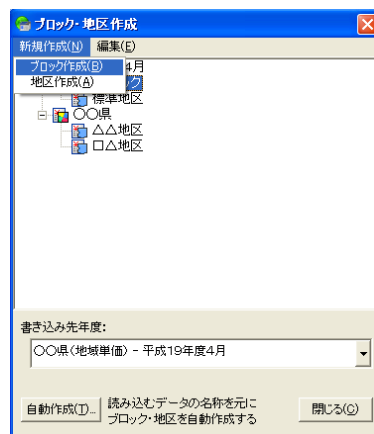 ブロック・地区作成
新規作成(N) 編集(E)
ブロック作成(B)
4月
地区作成(A)
標準地区
〇〇県
△△地区
□△地区
書き込み先年度:
〇〇県(地域単価) - 平成19年度4月
自動作成(T)...
読み込むデータの名称を元に
ブロック・地区を自動作成する
閉じる(C)